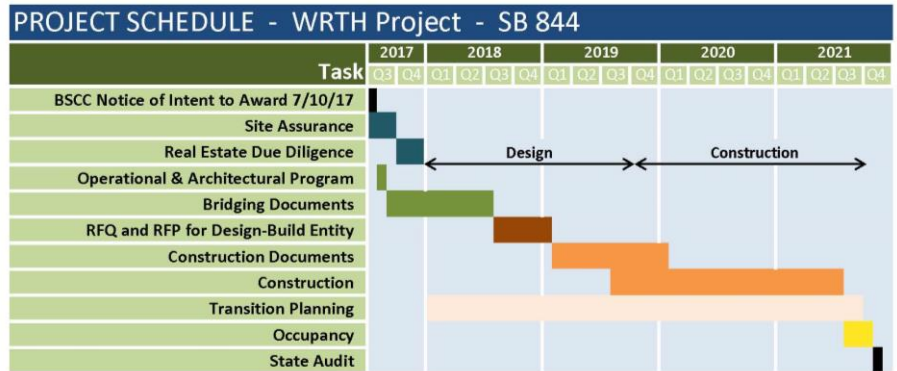 PROJECT SCHEDULE - WRTH Project - SB 844
2017 2018 2019 2020 2021
Task Q3 Q4 Q1 Q2 Q3 Q4 Q1 Q2 Q3 Q4 Q1 Q2 Q3 Q4 Q1 Q2 Q3 Q4
BSCC Notice of Intent to Award 7/10/17
Site Assurance
Real Estate Due Diligence Design Construction
Operational & Architectural Program
Bridging Documents
RFQ and RFP for Design-Build Entity
Construction Documents
Construction
Transition Planning
Occupancy
State Audit